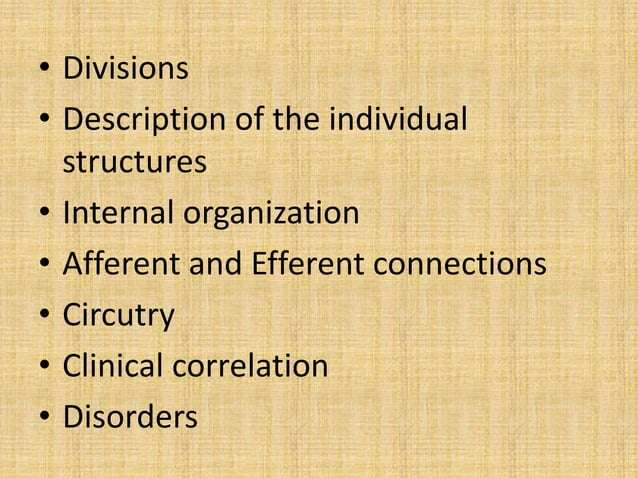 • Divisions
• Description of the individual
structures
• Internal organization
• Afferent and Efferent connections
• Circutry
• Clinical correlation
• Disorders